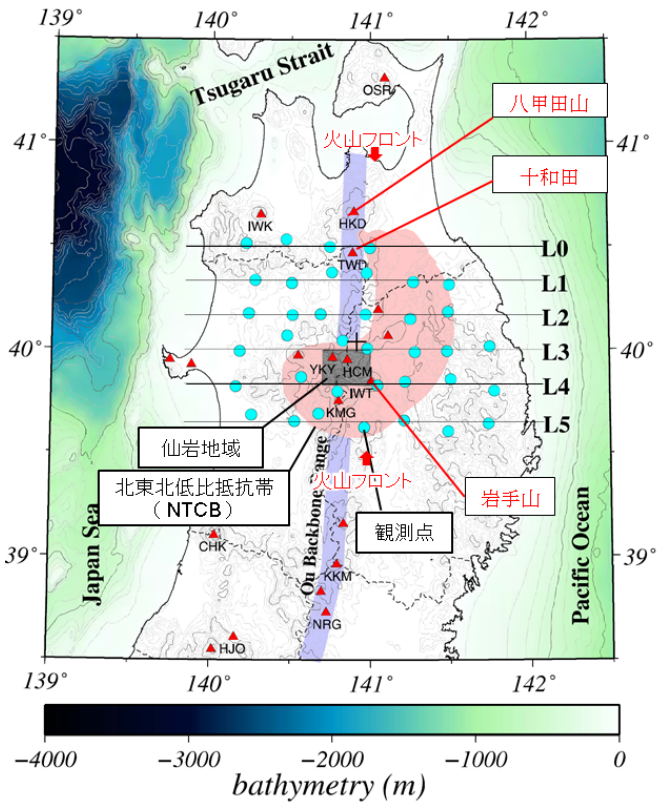 139°
140°
141°
142°
Tsugaru Strait
OSR
八甲田山
41°
41°
火山フロント
十和田
IWK
HKD
L0
TWD
L1
L2
40°
L3
40°
YKY
HCM
L4
IWT
KMG
L5
仙岩地域
北東北低比抵抗帯
(NTCB)
火山フロント
岩手山
観測点
Ou Backbone Range
Japan Sea
Pacific Ocean
39°
39°
CHK
KKM
NRG
HJO
139°
140°
141°
142°
−4000
−3000
−2000
−1000
0
bathymetry (m)